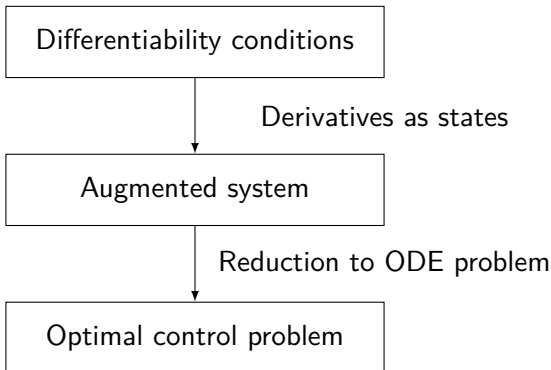 Differentiability conditions
Derivatives as states
Augmented system
Reduction to ODE problem
Optimal control problem